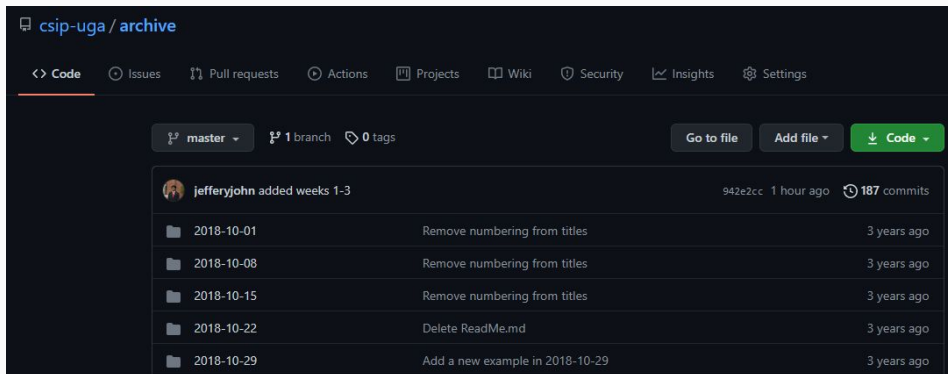 csip-uga / archive
Code Issues Pull requests Actions Projects Wiki Security Insights Settings
master 1 branch 0 tags Go to file Add file Code
jefferyjohn added weeks 1-3 942e2cc 1 hour ago 187 commits
2018-10-01 Remove numbering from titles 3 years ago
2018-10-08 Remove numbering from titles 3 years ago
2018-10-15 Remove numbering from titles 3 years ago
2018-10-22 Delete ReadMe.md 3 years ago
2018-10-29 Add a new example in 2018-10-29 3 years ago